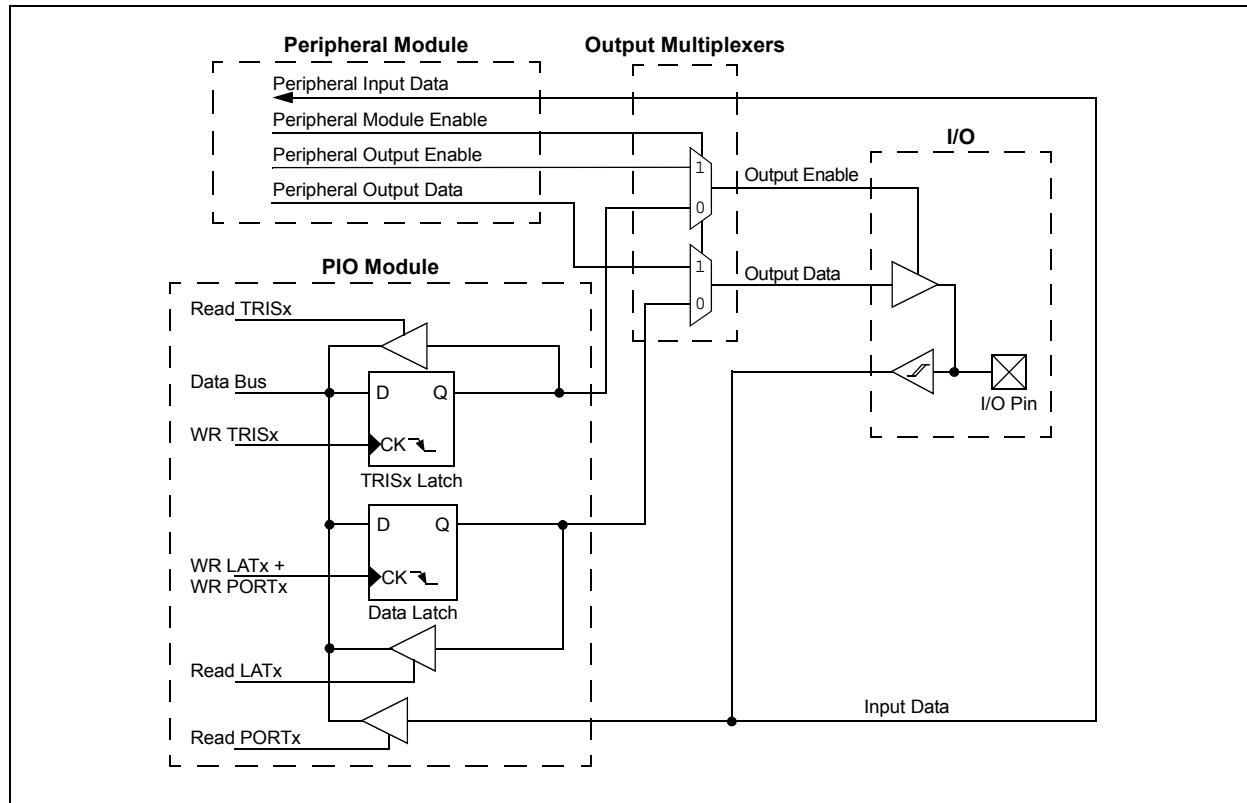 Peripheral Module
Output Multiplexers
Peripheral Input Data
Peripheral Module Enable
I/O
Peripheral Output Enable
1
Output Enable
Peripheral Output Data
0
PIO Module
1
Output Data
Read TRISx
0
Data Bus
D
Q
I/O Pin
WR TRISx
CK
TRISx Latch
D
Q
WR LATx +
WR PORTx
CK
Data Latch
Read LATx
Input Data
Read PORTx